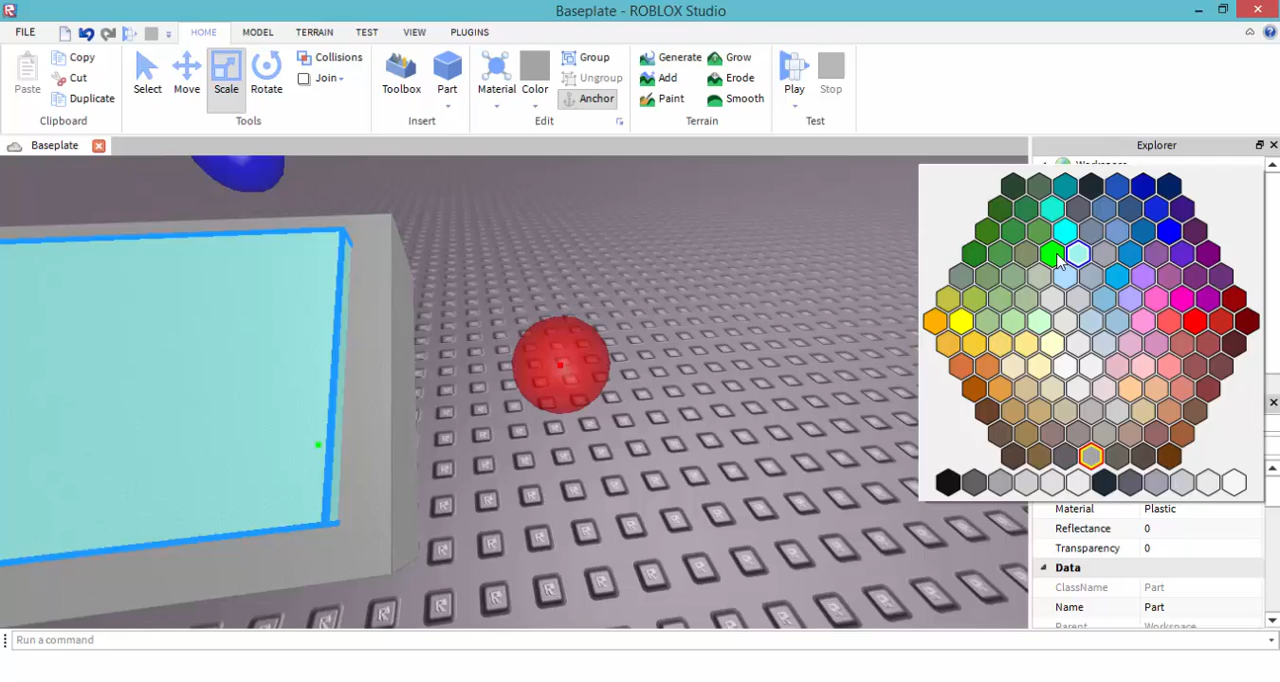 Baseplate - ROBLOX Studio
FILE HOME MODEL TERRAIN TEST VIEW PLUGINS
Paste Copy Cut Duplicate
Clipboard
Select Move Scale Rotate Collisions Join
Tools
Toolbox Part
Insert
Material Color Group Ungroup Anchor
Edit
Generate Grow
Add Erode
Paint Smooth
Terrain
Play Stop
Test
Baseplate
Explorer
Material Plastic
Reflectance 0
Transparency 0
Data
ClassName Part
Name Part
Parent Workspace
Run a command